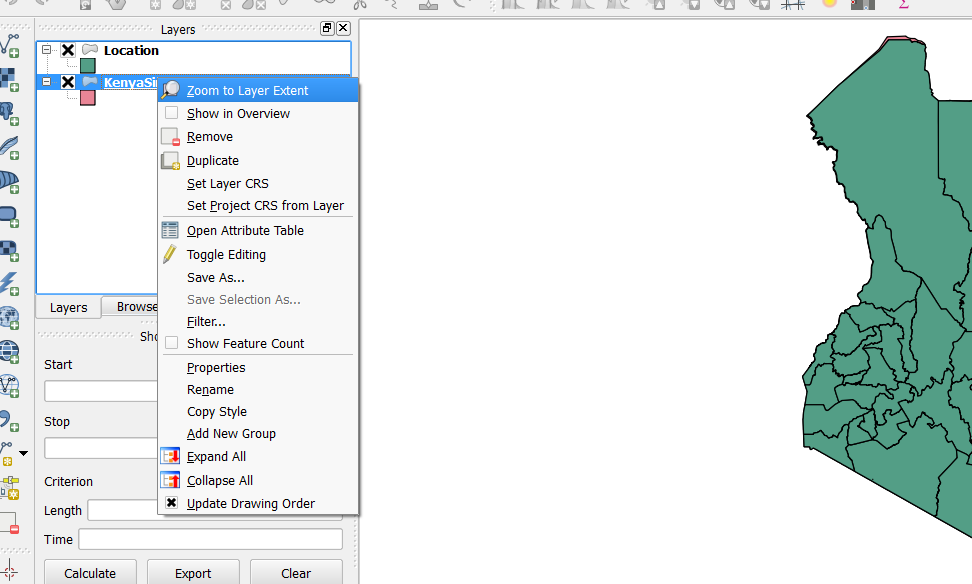 Layers
Location
KenyaSi
Zoom to Layer Extent
Show in Overview
Remove
Duplicate
Set Layer CRS
Set Project CRS from Layer
Open Attribute Table
Toggle Editing
Save As...
Save Selection As...
Filter...
Show Feature Count
Properties
Rename
Copy Style
Add New Group
Expand All
Collapse All
Update Drawing Order
Layers
Browse
Sho
Start
Stop
Criterion
Length
Time
Calculate
Export
Clear